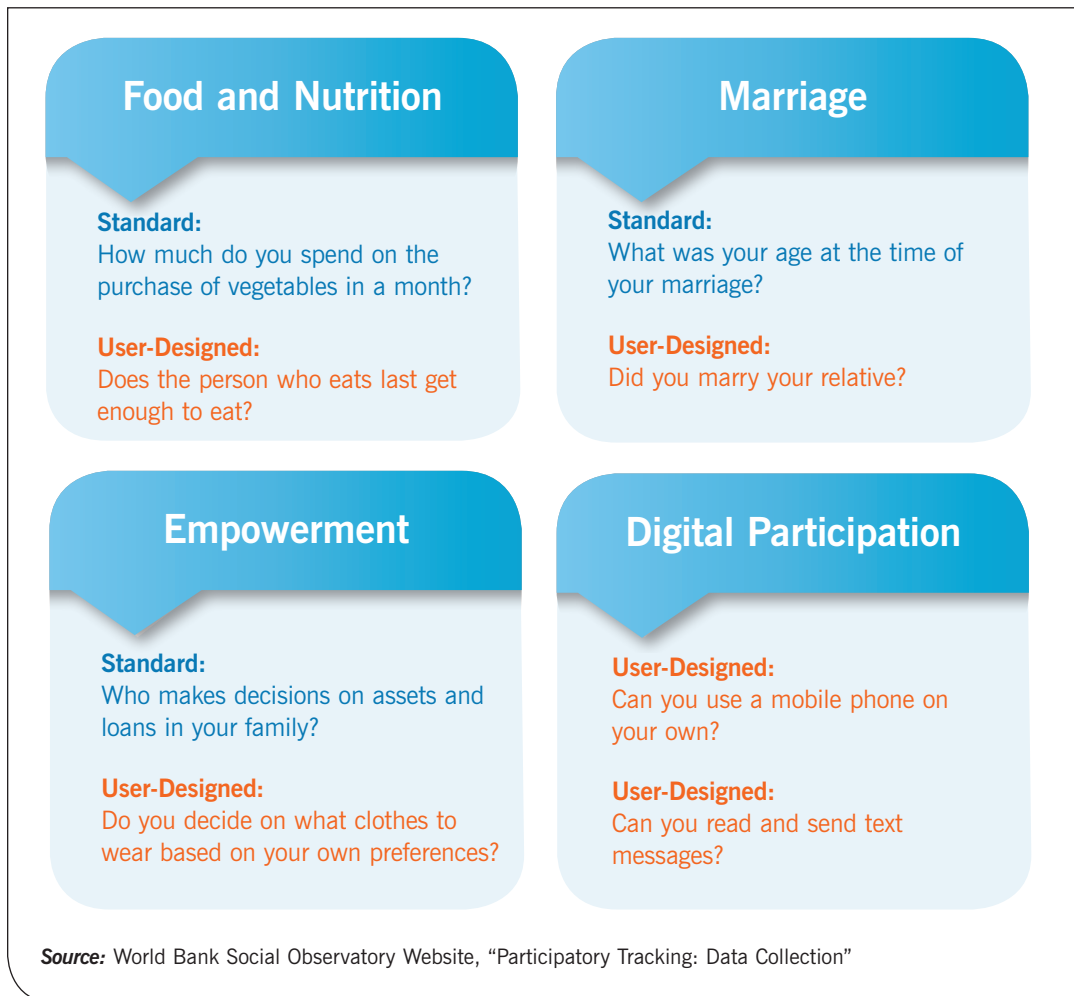 Food and Nutrition
Standard:
How much do you spend on the
purchase of vegetables in a month?
User-Designed:
Does the person who eats last get
enough to eat?
Marriage
Standard:
What was your age at the time of
your marriage?
User-Designed:
Did you marry your relative?
Empowerment
Standard:
Who makes decisions on assets and
loans in your family?
User-Designed:
Do you decide on what clothes to
wear based on your own preferences?
Digital Participation
User-Designed:
Can you use a mobile phone on
your own?
User-Designed:
Can you read and send text
messages?
Source: World Bank Social Observatory Website, “Participatory Tracking: Data Collection”